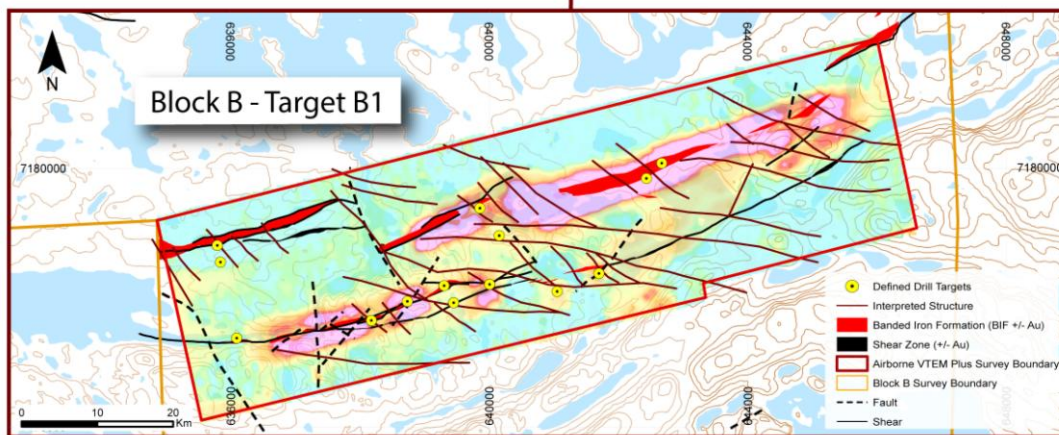 636000
640000
6440000
6480000
N
Block B - Target B1
7180000
7180000
Defined Drill Targets
Interpreted Structure
Banded Iron Formation (BIF +/- Au)
Shear Zone (+/- Au)
Airborne VTEM Plus Survey Boundary
Block B Survey Boundary
Fault
Shear
0 10 20
Km
636000
640000
644000
648000